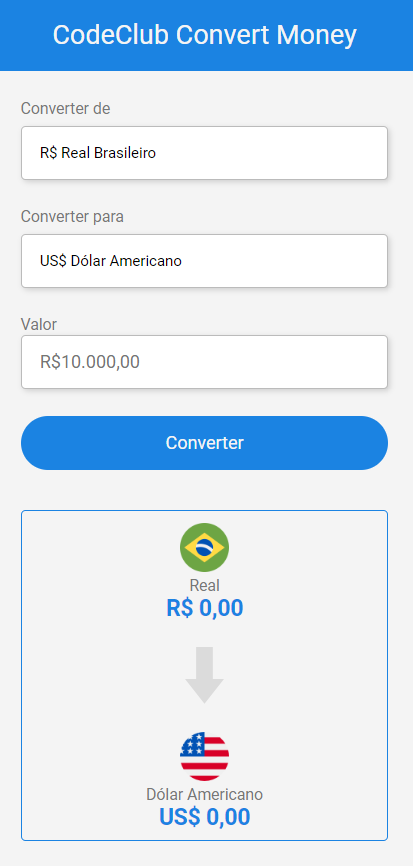 CodeClub Convert Money
Converter de
R$ Real Brasileiro
Converter para
US$ Dólar Americano
Valor
R$10.000,00
Converter
Real
R$ 0,00
Dólar Americano
US$ 0,00